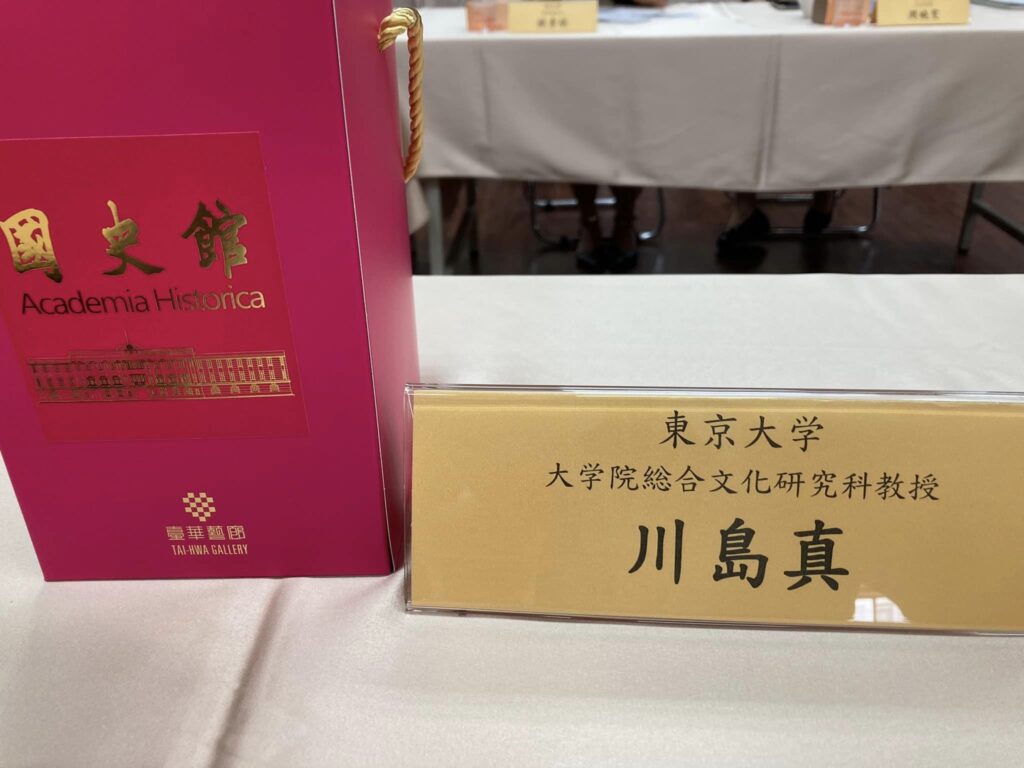 國史館
Academia Historica
臺華藝廊
TAI-HWA GALLERY
東京大学
大学院総合文化研究科教授
川島真